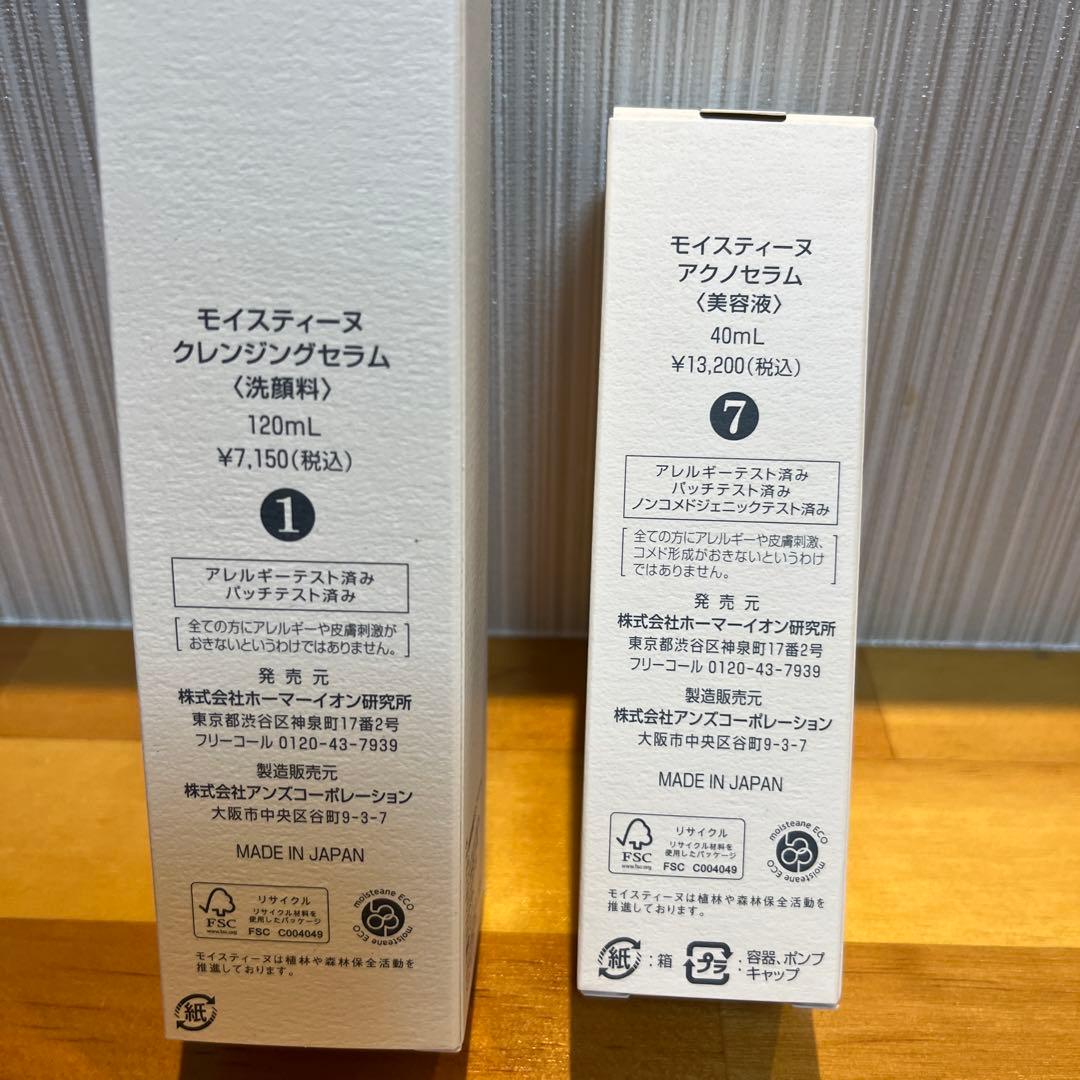 モイスティーヌ
クレンジングセラム
〈洗顔料〉
120mL
¥7,150(税込)
1
アレルギーテスト済み
パッチテスト済み
全ての方にアレルギーや皮膚刺激が
おきないというわけではありません。
発売元
株式会社ホーマーイオン研究所
東京都渋谷区神泉町17番2号
フリーコール 0120-43-7939
製造販売元
株式会社アンズコーポレーション
大阪市中央区谷町9-3-7
MADE IN JAPAN
FSC
www.fsc.org
リサイクル
リサイクル材料を
使用したパッケージ
FSC C004049
moisteane ECO
moisteane ECO
モイスティーヌは植林や森林保全活動を
推進しております。
紙
モイスティーヌ
アクノセラム
〈美容液〉
40mL
¥13,200(税込)
7
アレルギーテスト済み
パッチテスト済み
ノンコメドジェニックテスト済み
全ての方にアレルギーや皮膚刺激、
コメド形成がおきないというわけ
ではありません。
発売元
株式会社ホーマーイオン研究所
東京都渋谷区神泉町17番2号
フリーコール 0120-43-7939
製造販売元
株式会社アンズコーポレーション
大阪市中央区谷町9-3-7
MADE IN JAPAN
FSC
www.fsc.org
リサイクル
リサイクル材料を
使用したパッケージ
FSC C004049
moisteane ECO
moisteane ECO
モイスティーヌは植林や森林保全活動を
推進しております。
紙:箱
プラ:容器、ポンプ
キャップ